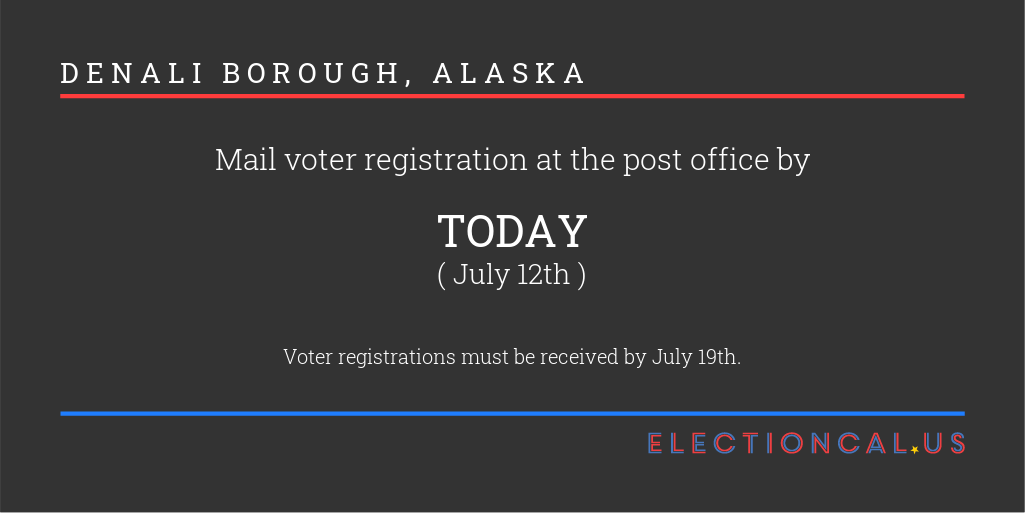 DENALI BOROUGH, ALASKA
Mail voter registration at the post office by
TODAY
( July 12th )
Voter registrations must be received by July 19th.
ELECTIONCAL.US